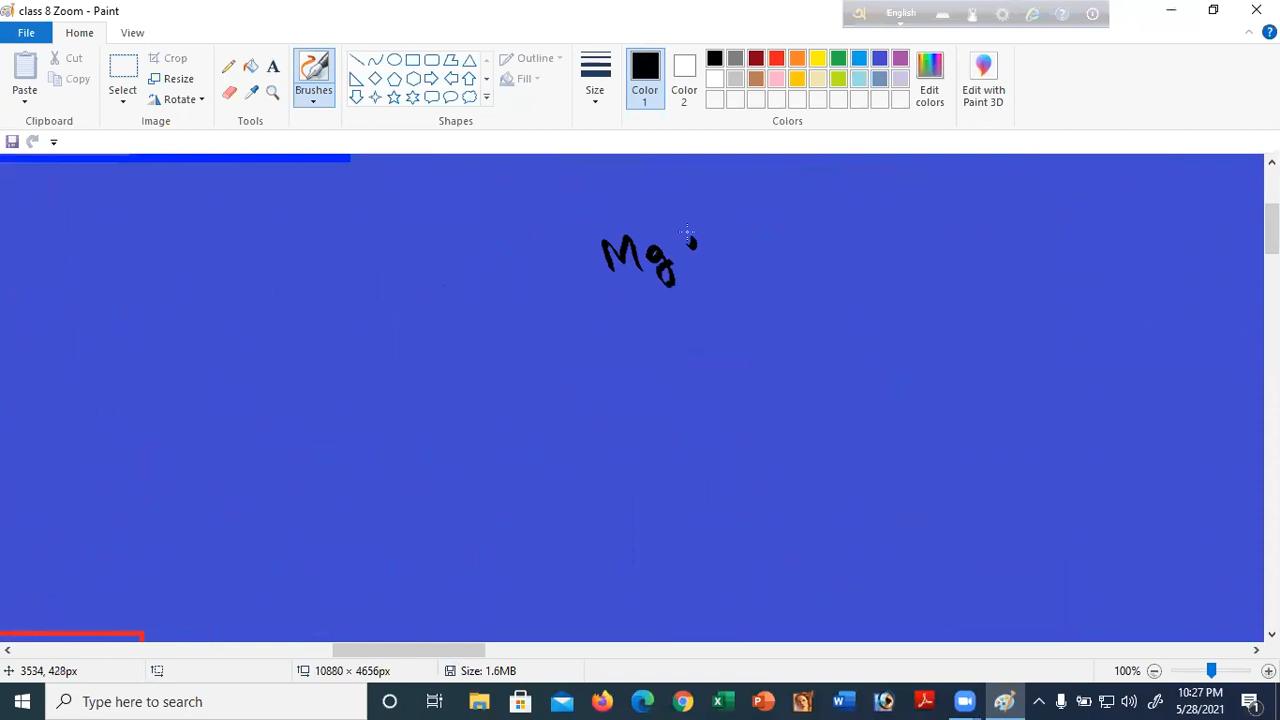 class 8 Zoom - Paint
English
File
Home
View
Paste
Cut
Copy
Clipboard
Select
Crop
Resize
Rotate
Image
Tools
Brushes
Outline
Fill
Shapes
Size
Color 1
Color 2
Edit colors
Colors
Edit with Paint 3D
Mg
3534, 428px
10880 × 4656px
Size: 1.6MB
100%
Type here to search
10:27 PM
5/28/2021